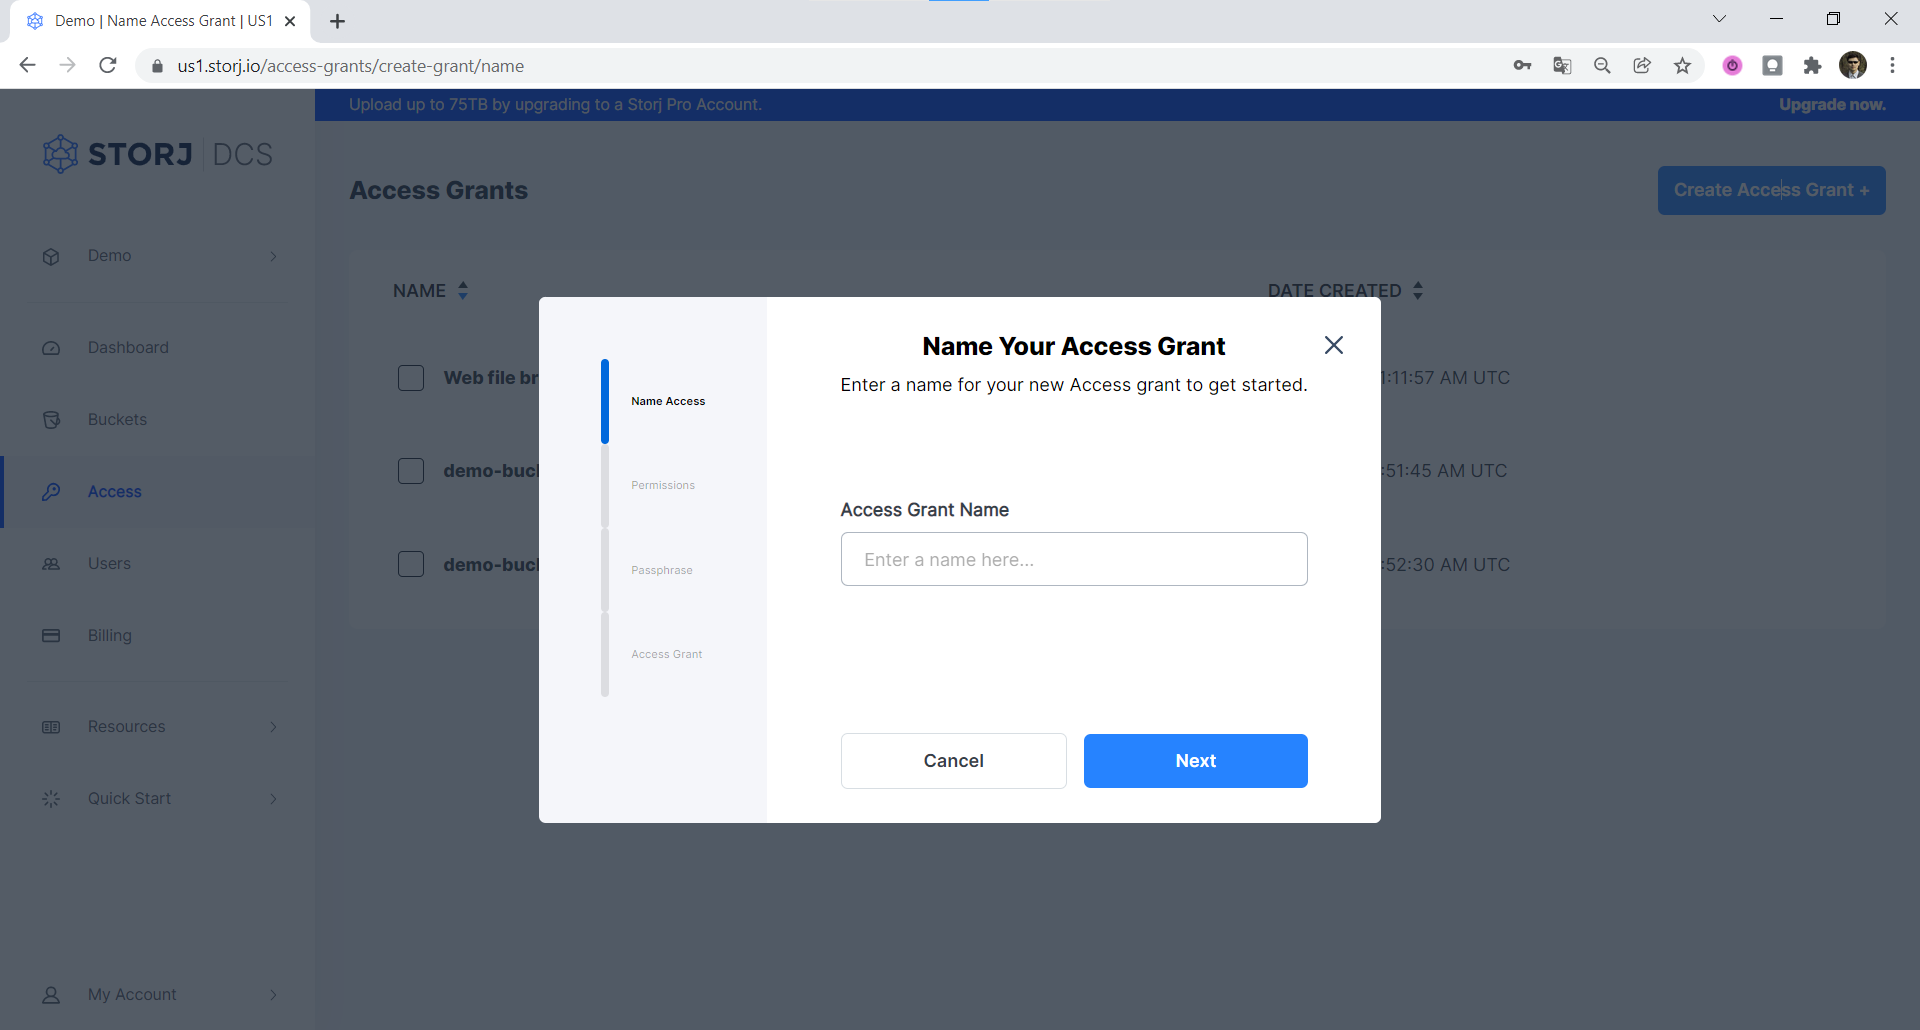 Demo | Name Access Grant | US1
us1.storj.io/access-grants/create-grant/name
Upload up to 75TB by upgrading to a Storj Pro Account.
Upgrade now.
STORJ DCS
Access Grants
Create Access Grant +
Demo
Dashboard
Buckets
Access
Users
Billing
Resources
Quick Start
My Account
NAME
DATE CREATED
Web file br
1:11:57 AM UTC
demo-buc
:51:45 AM UTC
demo-buc
:52:30 AM UTC
Name Access
Permissions
Passphrase
Access Grant
Name Your Access Grant
Enter a name for your new Access grant to get started.
Access Grant Name
Enter a name here...
Cancel
Next